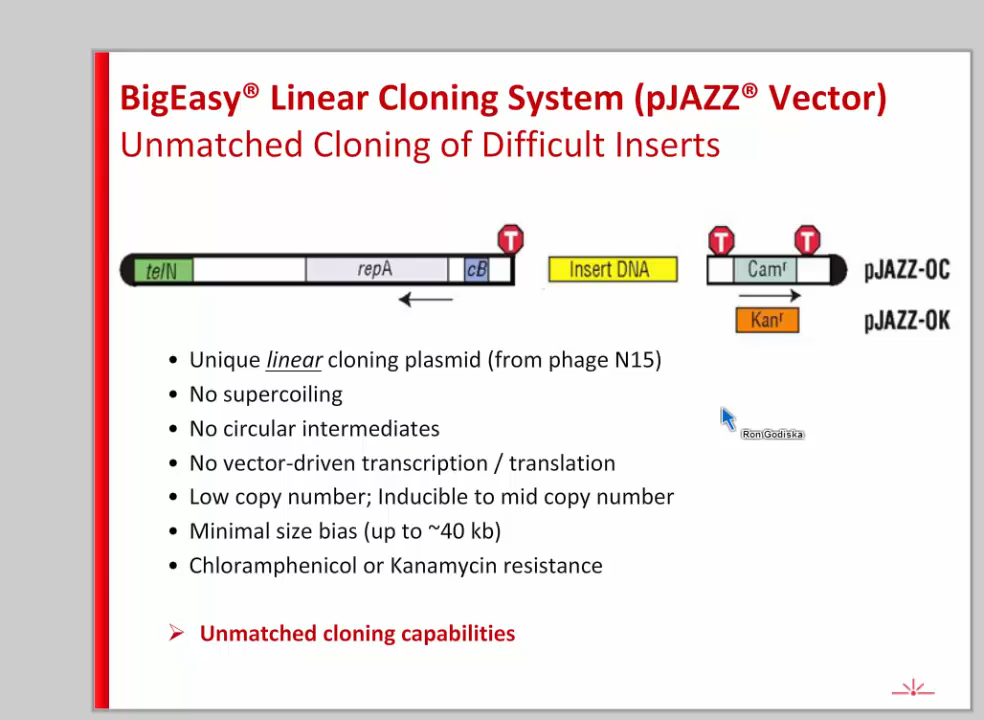 BigEasy® Linear Cloning System (pJAZZ® Vector)
Unmatched Cloning of Difficult Inserts
T T T
telN repA cB Insert DNA Camʳ pJAZZ-OC
Kanʳ pJAZZ-OK
• Unique linear cloning plasmid (from phage N15)
• No supercoiling
• No circular intermediates
Ron Godiska
• No vector-driven transcription / translation
• Low copy number; Inducible to mid copy number
• Minimal size bias (up to ~40 kb)
• Chloramphenicol or Kanamycin resistance
➢ Unmatched cloning capabilities